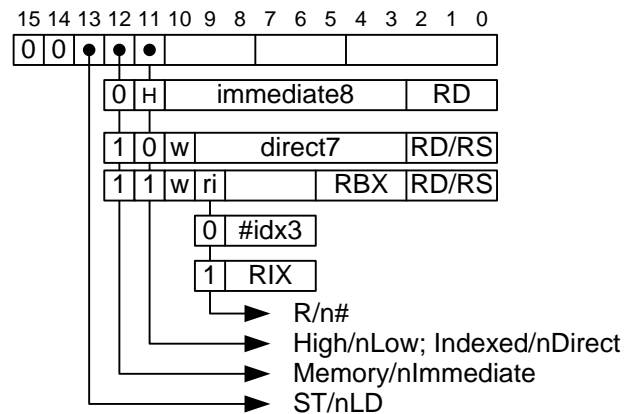 15 14 13 12 11 10 9 8 7 6 5 4 3 2 1 0
0 0
0 H immediate8 RD
1 0 w direct7 RD/RS
1 1 w ri RBX RD/RS
0 #idx3
1 RIX
R/n#
High/nLow; Indexed/nDirect
Memory/nImmediate
ST/nLD